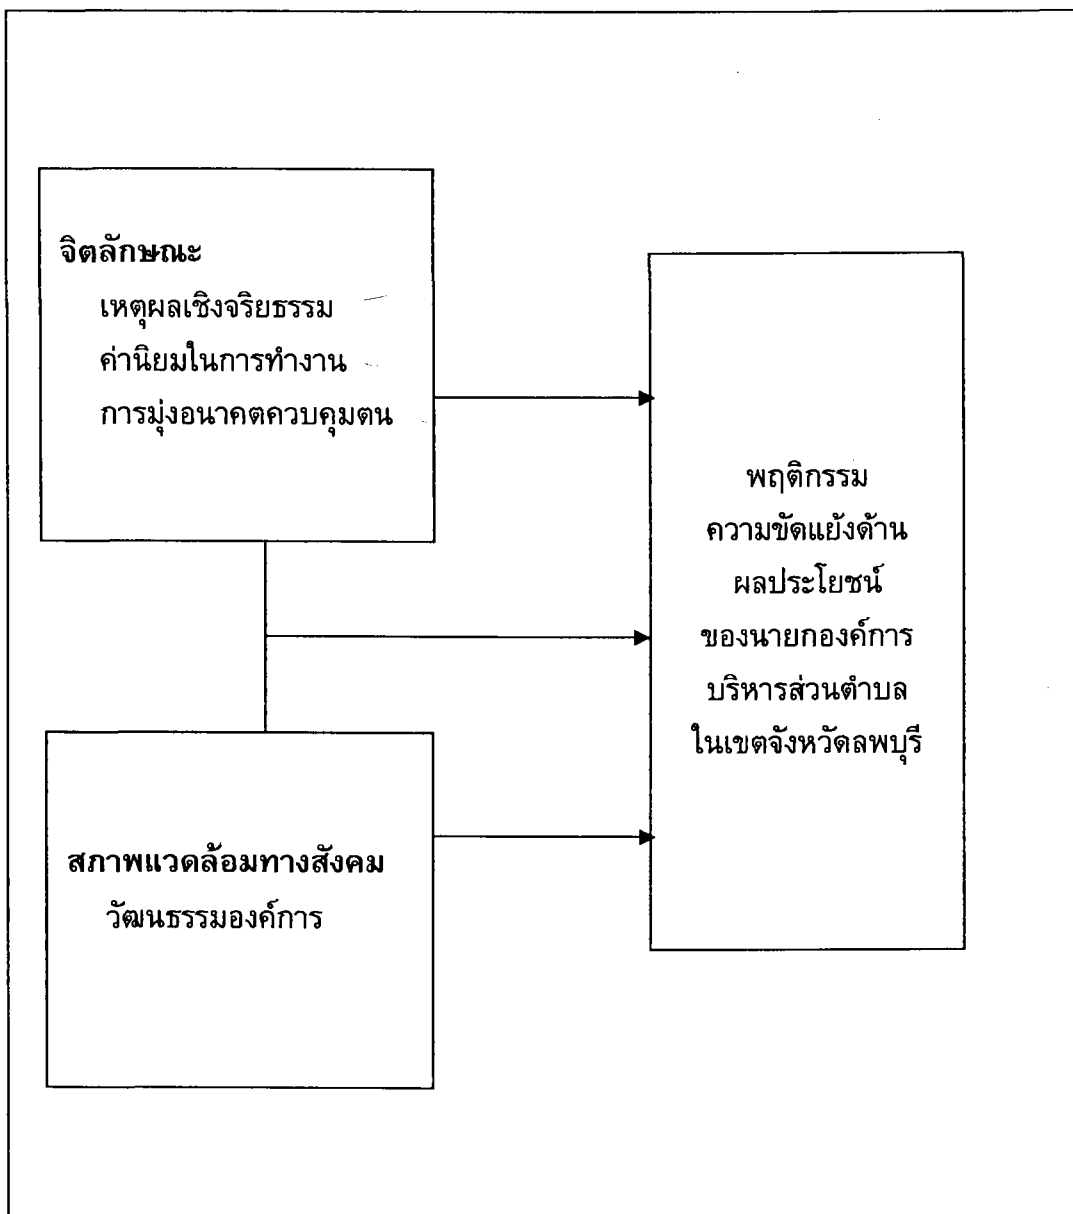 จิตลักษณะ
เหตุผลเชิงจริยธรรม
ค่านิยมในการทำงาน
การมุ่งอนาคตควบคุมตน
พฤติกรรม
ความขัดแย้งด้าน
ผลประโยชน์
ของนายกองค์การ
บริหารส่วนตำบล
ในเขตจังหวัดลพบุรี
สภาพแวดล้อมทางสังคม
วัฒนธรรมองค์การ